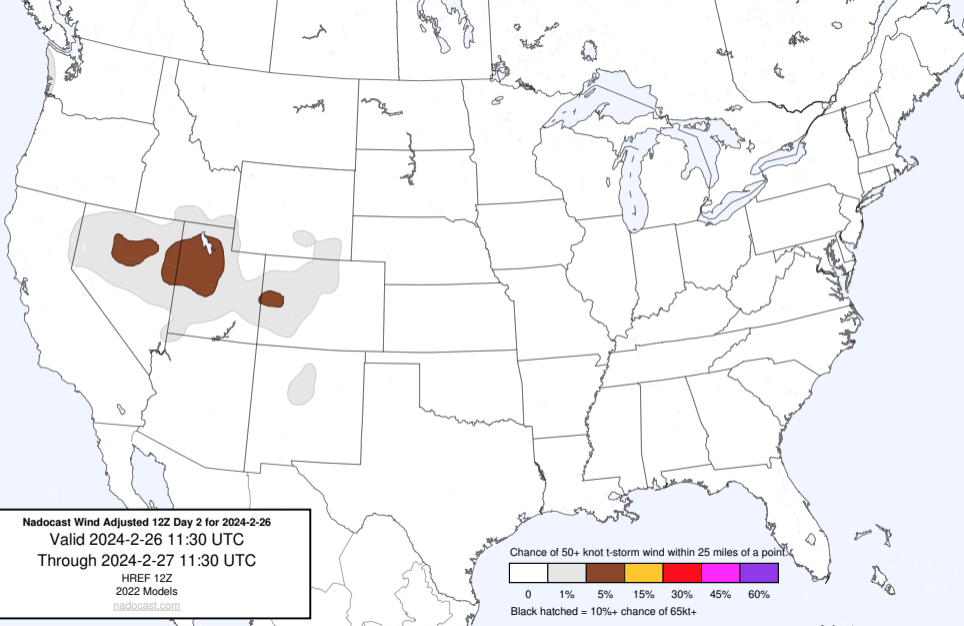 Nadocast Wind Adjusted 12Z Day 2 for 2024-2-26
Valid 2024-2-26 11:30 UTC
Through 2024-2-27 11:30 UTC
HREF 12Z
2022 Models
nadocast.com
Chance of 50+ knot t-storm wind within 25 miles of a point.
0 1% 5% 15% 30% 45% 60%
Black hatched = 10%+ chance of 65kt+